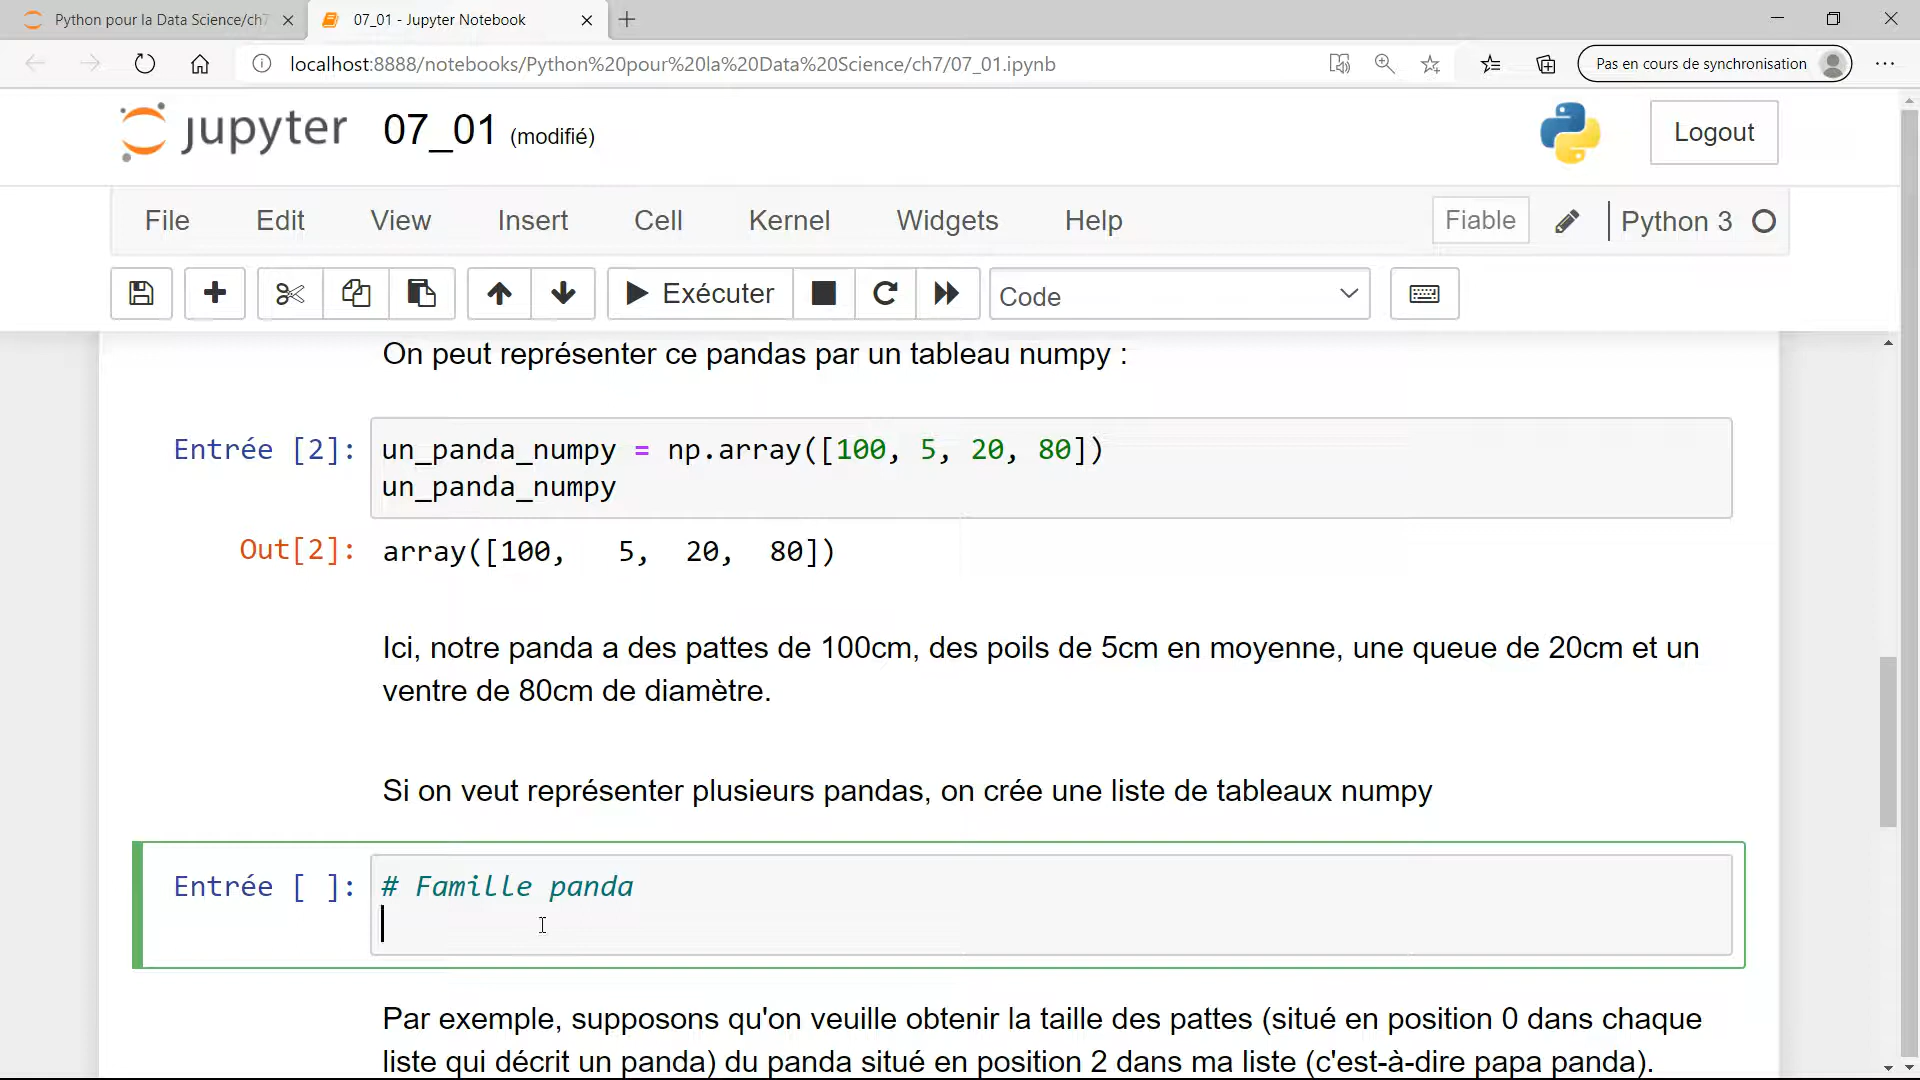 Python pour la Data Science/ch7
07_01 - Jupyter Notebook
localhost:8888/notebooks/Python%20pour%20la%20Data%20Science/ch7/07_01.ipynb
Pas en cours de synchronisation
jupyter
07_01 (modifié)
Logout
File Edit View Insert Cell Kernel Widgets Help
Fiable
Python 3
Exécuter
Code
On peut représenter ce pandas par un tableau numpy :
Entrée [2]: un_panda_numpy = np.array([100, 5, 20, 80])
un_panda_numpy
Out[2]: array([100,   5,  20,  80])
Ici, notre panda a des pattes de 100cm, des poils de 5cm en moyenne, une queue de 20cm et un
ventre de 80cm de diamètre.
Si on veut représenter plusieurs pandas, on crée une liste de tableaux numpy
Entrée [ ]: # Famille panda
Par exemple, supposons qu'on veuille obtenir la taille des pattes (situé en position 0 dans chaque
liste qui décrit un panda) du panda situé en position 2 dans ma liste (c'est-à-dire papa panda).